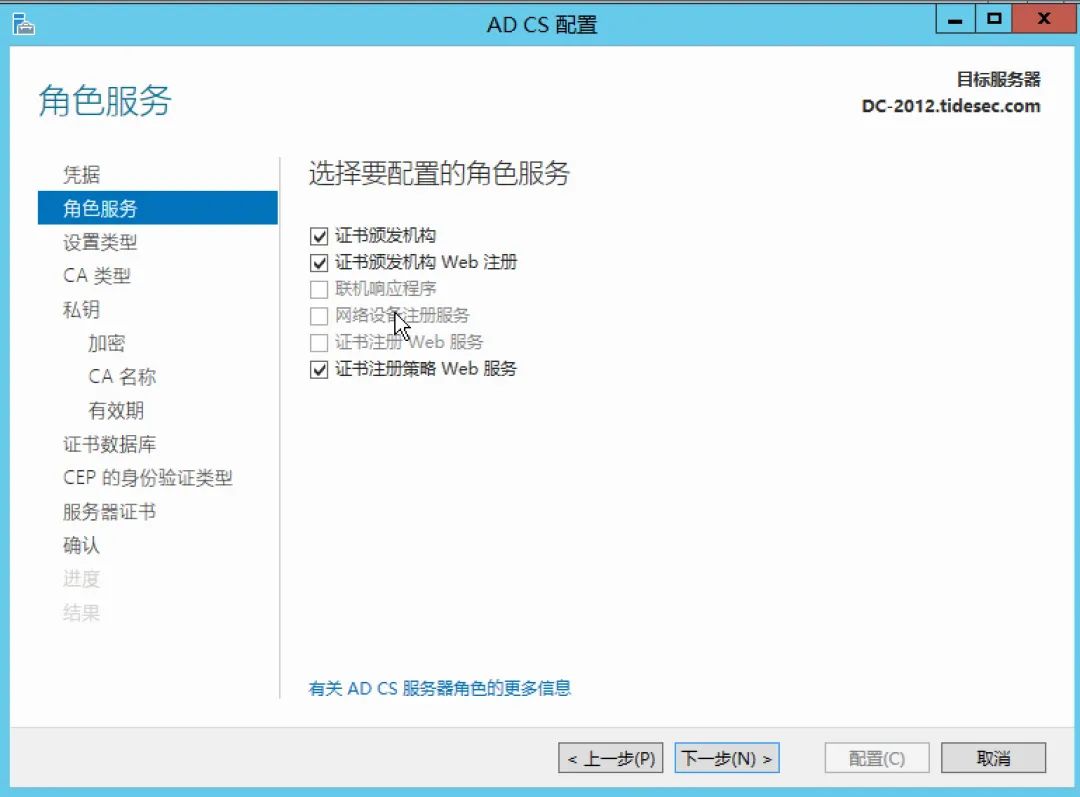 AD CS 配置
角色服务
目标服务器
DC-2012.tidesec.com
凭据
角色服务
设置类型
CA 类型
私钥
加密
CA 名称
有效期
证书数据库
CEP 的身份验证类型
服务器证书
确认
进度
结果
选择要配置的角色服务
证书颁发机构
证书颁发机构 Web 注册
联机响应程序
网络设备注册服务
证书注册 Web 服务
证书注册策略 Web 服务
有关 AD CS 服务器角色的更多信息
< 上一步(P)
下一步(N) >
配置(C)
取消